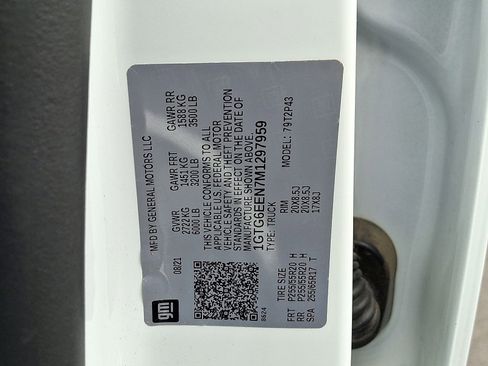 gm
MFD BY GENERAL MOTORS LLC
08/21
GVWR GAWR FRT GAWR RR
2722 KG 1451 KG 1588 KG
6000 LB 3200 LB 3500 LB
THIS VEHICLE CONFORMS TO ALL
APPLICABLE U.S. FEDERAL MOTOR
VEHICLE SAFETY AND THEFT PREVENTION
STANDARDS IN EFFECT ON THE DATE OF
MANUFACTURE SHOWN ABOVE.
1GTG6EEN7M1297959
TYPE: TRUCK MODEL: 79T2P43
TIRE SIZE RIM
FRT P255/55R20 H 20X8.5J
RR P255/55R20 H 20X8.5J
SPA 255/65R17 T 17X8J